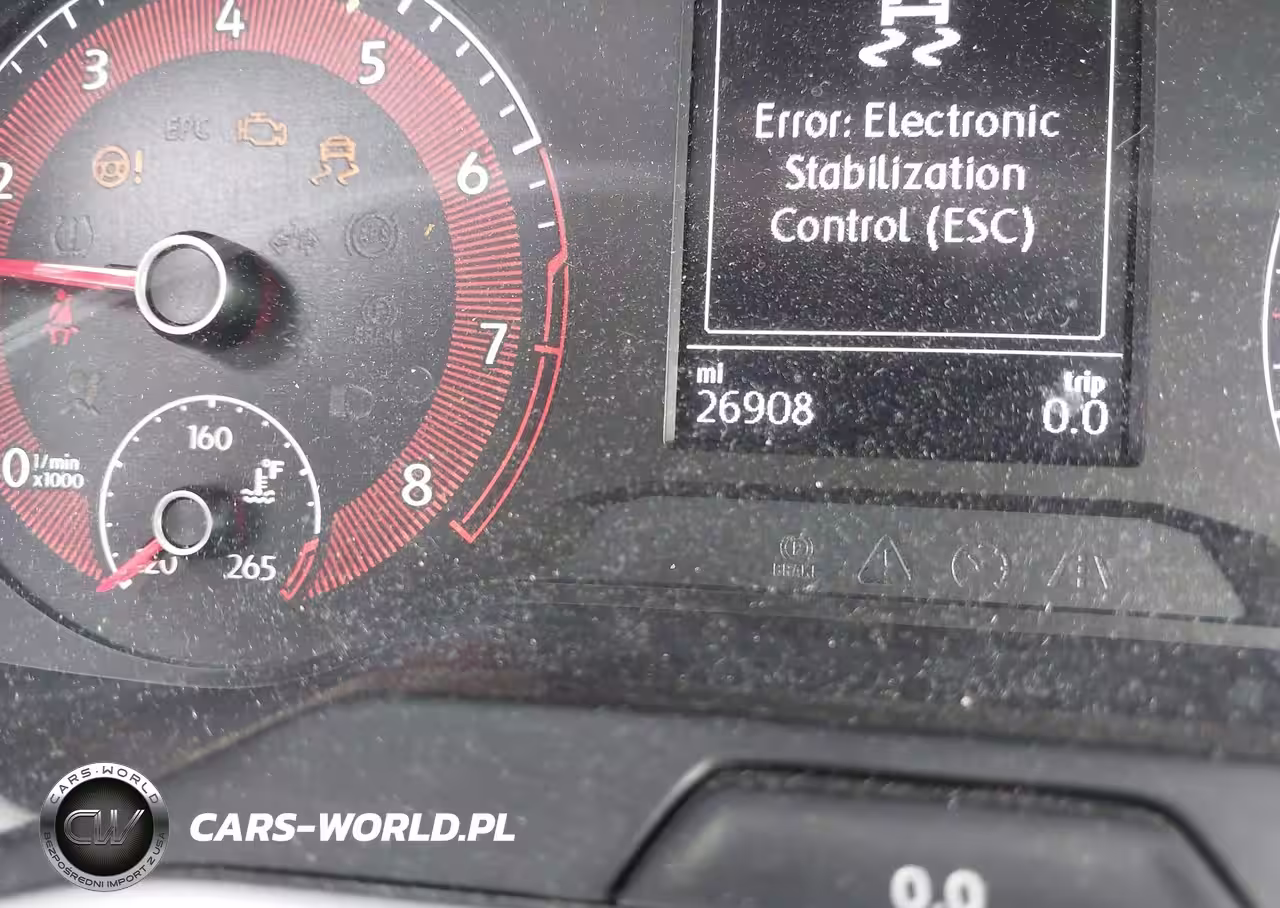 4
3
5
EPC
2
6
Error: Electronic
Stabilization
Control (ESC)
7
mi
trip
26908
0.0
160
°F
0
1/min
x1000
8
265
BRAKE
CARS-WORLD
CW
BEZPOŚREDNI IMPORT Z USA
CARS-WORLD.PL
0.0